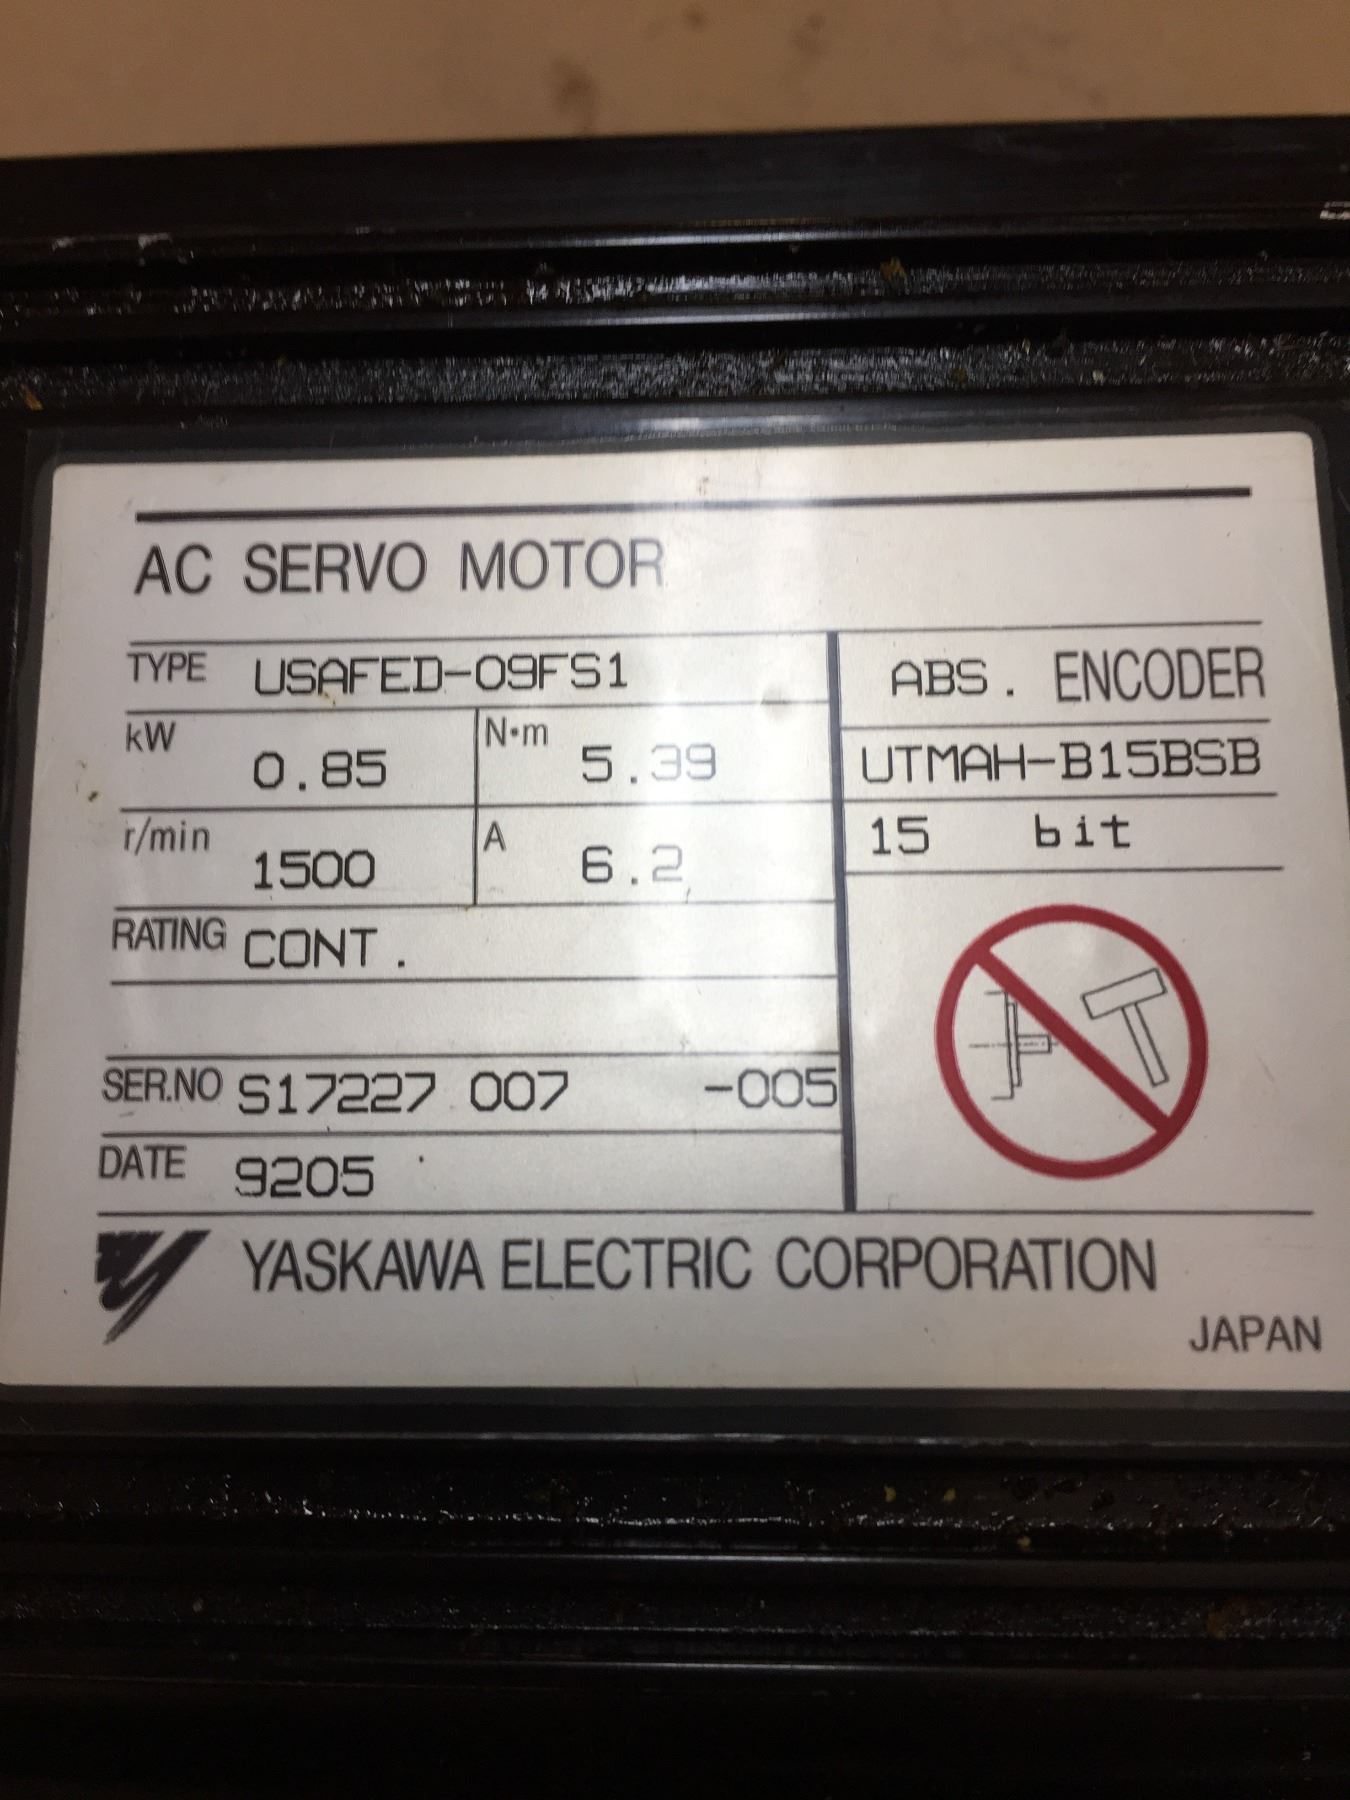 AC SERVO MOTOR
TYPE USAFED-09FS1
ABS. ENCODER
kW 0.85 N·m 5.39
UTMAH-B15BSB
r/min 1500 A 6.2
15 bit
RATING CONT.
SER.NO S17227 007 -005
DATE 9205
YASKAWA ELECTRIC CORPORATION
JAPAN